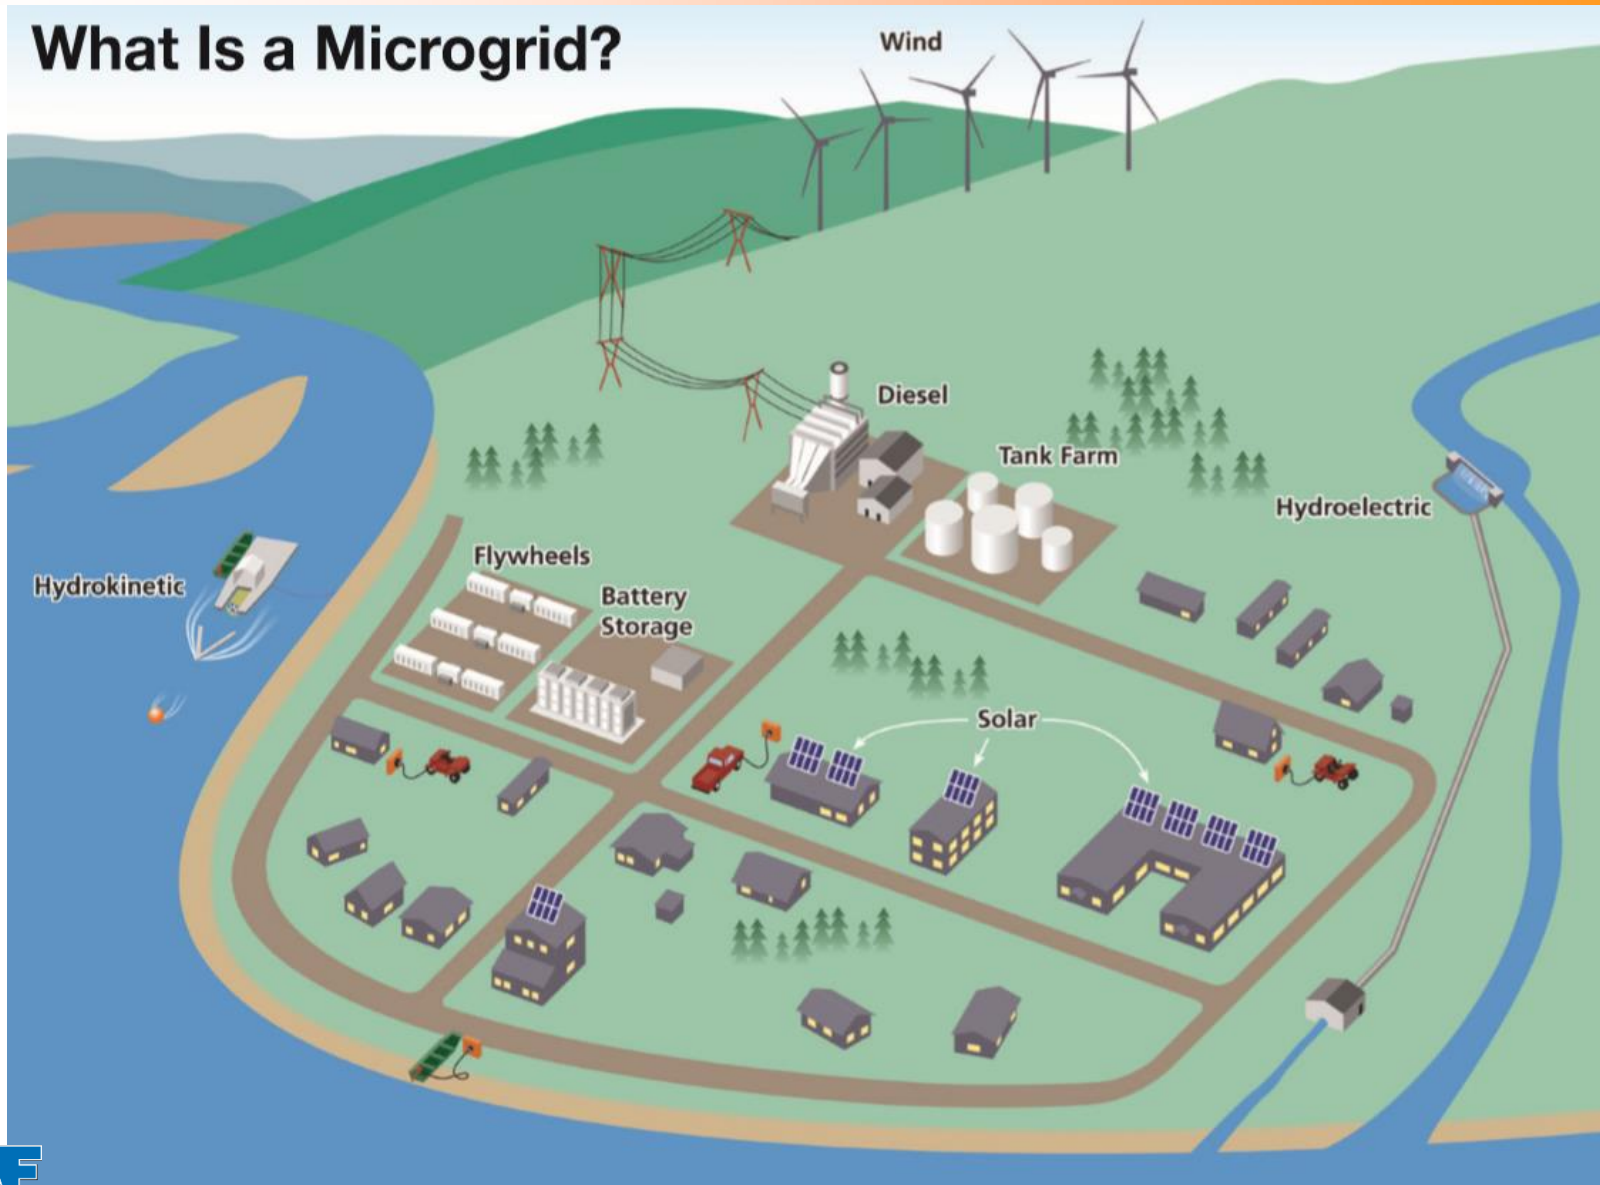 What Is a Microgrid?
Wind
Diesel
Tank Farm
Hydroelectric
Flywheels
Hydrokinetic
Battery
Storage
Solar